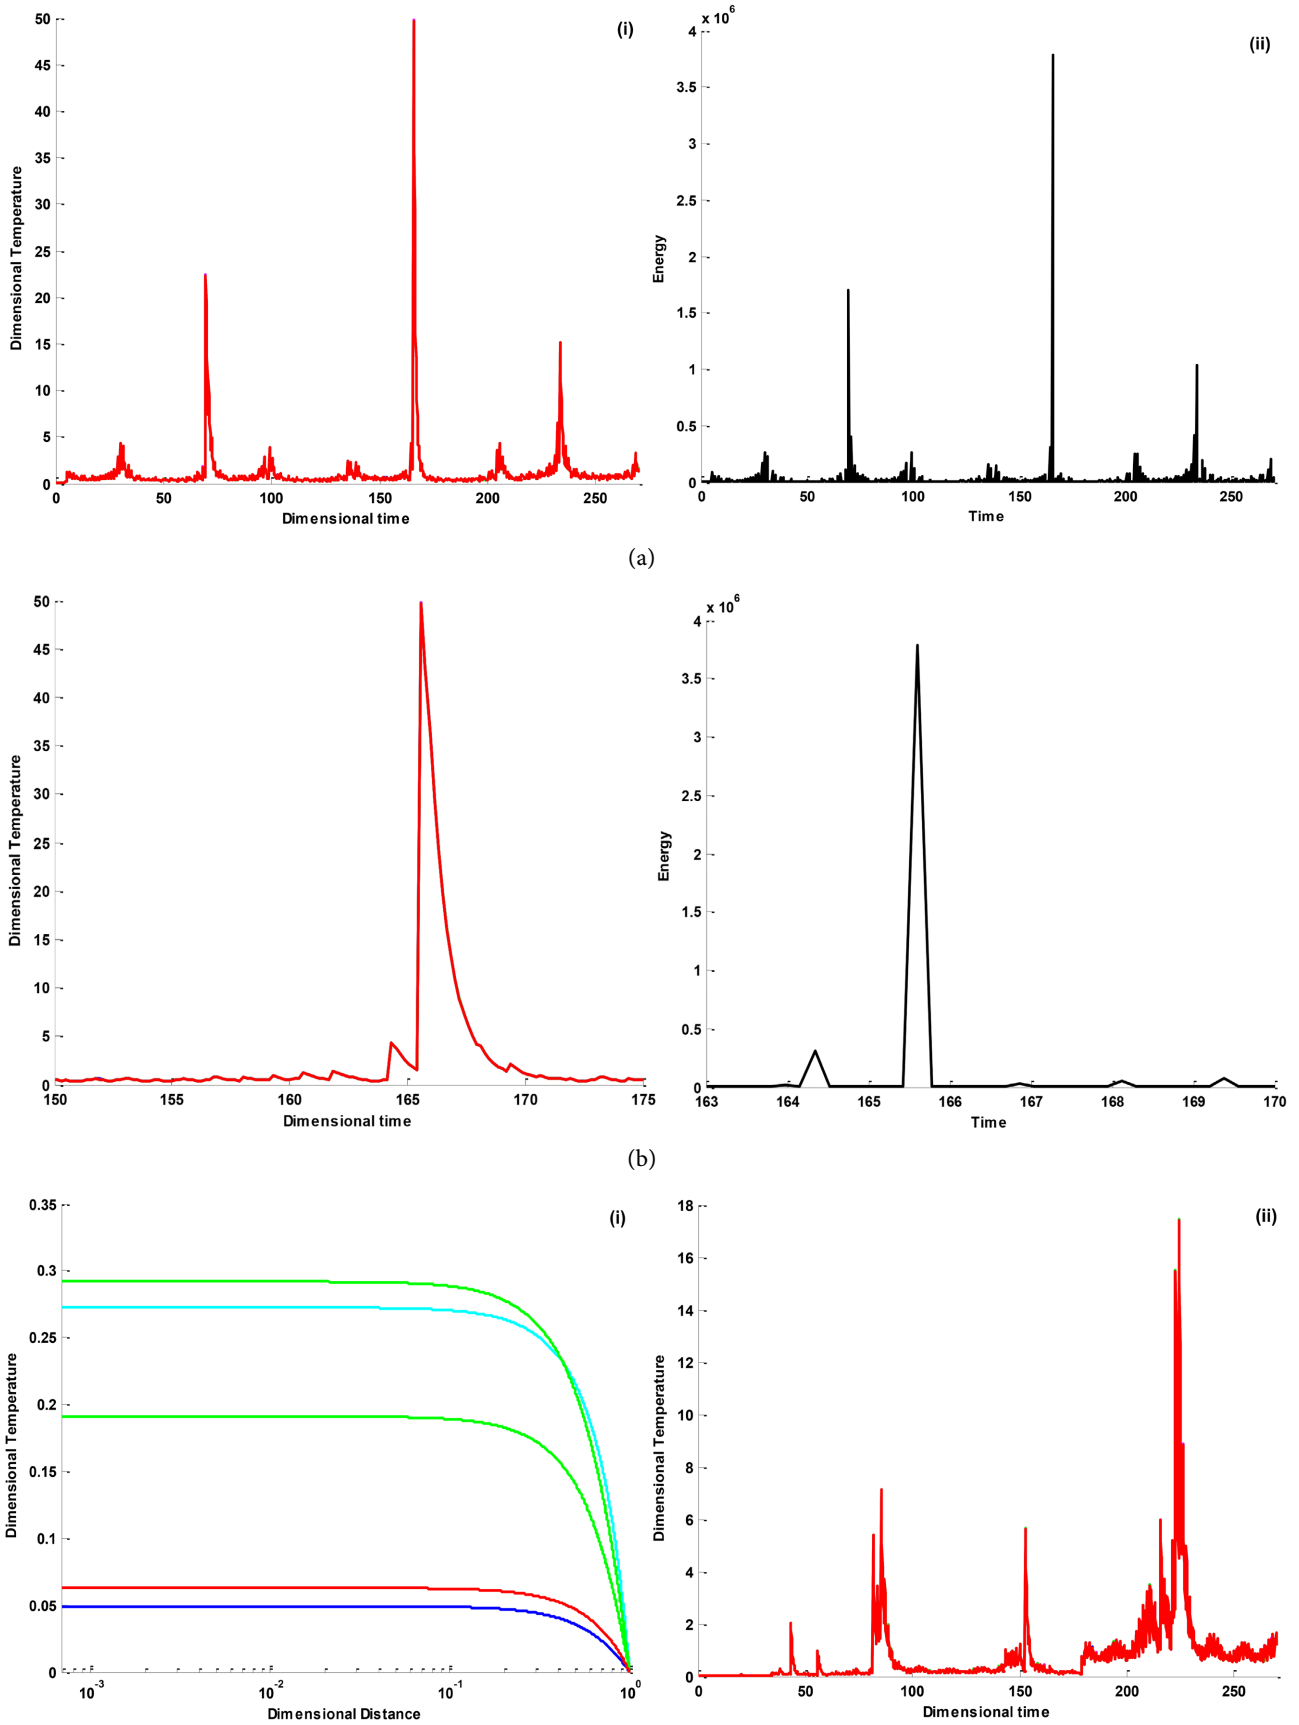 (i)
50
45
40
35
30
25
20
15
10
5
0
Dimensional Temperature
0 50 100 150 200 250
Dimensional time
x 10^6
(ii)
4
3.5
3
2.5
2
1.5
1
0.5
0
Energy
0 50 100 150 200 250
Time
(a)
50
45
40
35
30
25
20
15
10
5
0
Dimensional Temperature
150 155 160 165 170 175
Dimensional time
x 10^6
4
3.5
3
2.5
2
1.5
1
0.5
0
Energy
163 164 165 166 167 168 169 170
Time
(b)
(i)
0.35
0.3
0.25
0.2
0.15
0.1
0.05
0
Dimensional Temperature
10^-3 10^-2 10^-1 10^0
Dimensional Distance
(ii)
18
16
14
12
10
8
6
4
2
0
Dimensional Temperature
0 50 100 150 200 250
Dimensional time